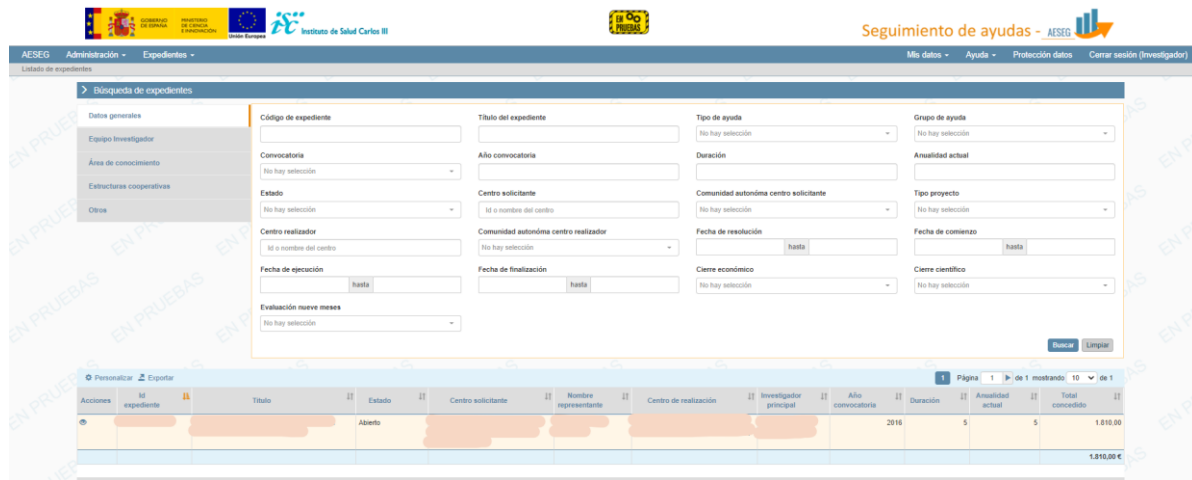 GOBIERNO DE ESPAÑA
MINISTERIO DE CIENCIA E INNOVACIÓN
Unión Europea
isc Instituto de Salud Carlos III
EN PRUEBAS
Seguimiento de ayudas - AESEG
AESEG Administración Expedientes Mis datos Ayuda Protección datos Cerrar sesión (Investigador)
Listado de expedientes
Búsqueda de expedientes
Datos generales
Equipo Investigador
Área de conocimiento
Estructuras cooperativas
Otros
Código de expediente Título del expediente Tipo de ayuda Grupo de ayuda
No hay selección No hay selección
Convocatoria Año convocatoria Duración Anualidad actual
No hay selección
Estado Centro solicitante Comunidad autonóma centro solicitante Tipo proyecto
No hay selección Id o nombre del centro No hay selección No hay selección
Centro realizador Comunidad autónoma centro realizador Fecha de resolución Fecha de comienzo
Id o nombre del centro No hay selección hasta hasta
Fecha de ejecución Fecha de finalización Cierre económico Cierre científico
hasta hasta No hay selección No hay selección
Evaluación nueve meses
No hay selección
Buscar Limpiar
Personalizar Exportar 1 Página 1 de 1 mostrando 10 de 1
Acciones Id expediente Título Estado Centro solicitante Nombre representante Centro de realización Investigador principal Año convocatoria Duración Anualidad actual Total concedido
Abierto 2016 5 5 1.810,00
1.810,00 €